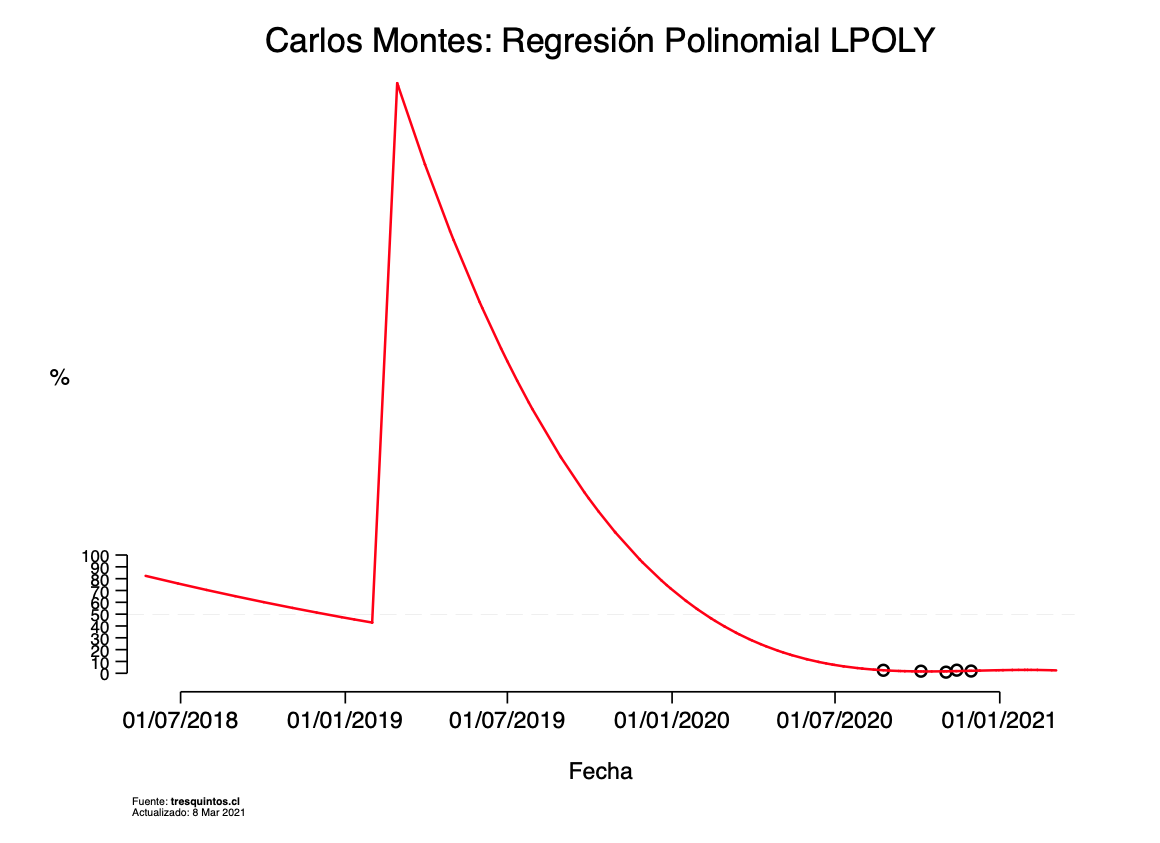 Carlos Montes: Regresión Polinomial LPOLY
%
100
90
80
70
60
50
40
30
20
10
0
01/07/2018 01/01/2019 01/07/2019 01/01/2020 01/07/2020 01/01/2021
Fecha
Fuente: tresquintos.cl
Actualizado: 8 Mar 2021